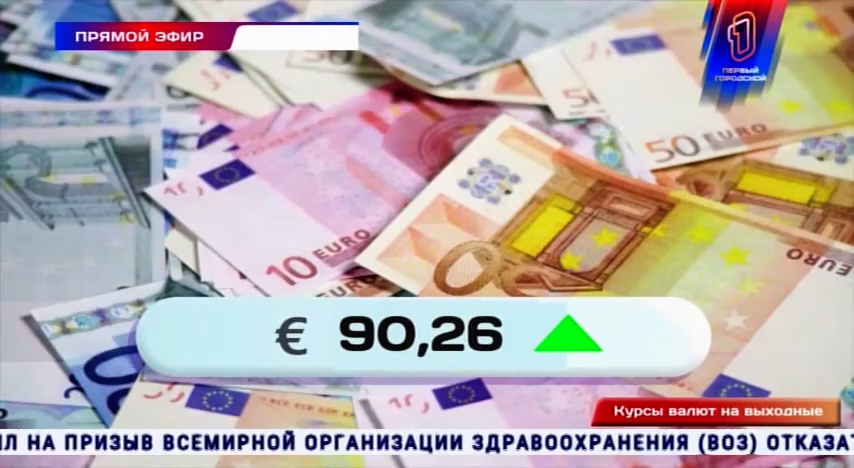 ПРЯМОЙ ЭФИР
1
ПЕРВЫЙ
ГОРОДСКОЙ
50 EURO
10 EURO
EURO
€ 90,26
Курсы валют на выходные
НА ПРИЗЫВ ВСЕМИРНОЙ ОРГАНИЗАЦИИ ЗДРАВООХРАНЕНИЯ (ВОЗ)